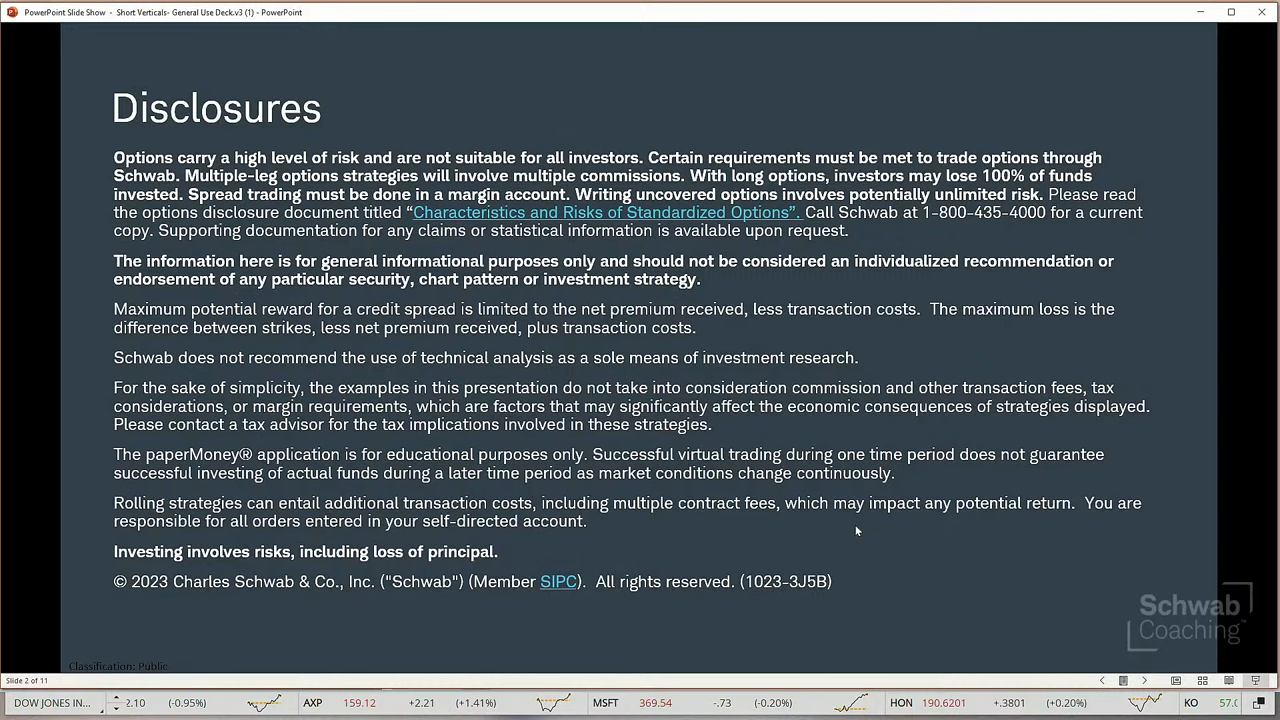 PowerPoint Slide Show - Short Verticals- General Use Deck.v3 (1) - PowerPoint
Disclosures
Options carry a high level of risk and are not suitable for all investors. Certain requirements must be met to trade options through
Schwab. Multiple-leg options strategies will involve multiple commissions. With long options, investors may lose 100% of funds
invested. Spread trading must be done in a margin account. Writing uncovered options involves potentially unlimited risk. Please read
the options disclosure document titled “Characteristics and Risks of Standardized Options”. Call Schwab at 1-800-435-4000 for a current
copy. Supporting documentation for any claims or statistical information is available upon request.
The information here is for general informational purposes only and should not be considered an individualized recommendation or
endorsement of any particular security, chart pattern or investment strategy.
Maximum potential reward for a credit spread is limited to the net premium received, less transaction costs. The maximum loss is the
difference between strikes, less net premium received, plus transaction costs.
Schwab does not recommend the use of technical analysis as a sole means of investment research.
For the sake of simplicity, the examples in this presentation do not take into consideration commission and other transaction fees, tax
considerations, or margin requirements, which are factors that may significantly affect the economic consequences of strategies displayed.
Please contact a tax advisor for the tax implications involved in these strategies.
The paperMoney® application is for educational purposes only. Successful virtual trading during one time period does not guarantee
successful investing of actual funds during a later time period as market conditions change continuously.
Rolling strategies can entail additional transaction costs, including multiple contract fees, which may impact any potential return. You are
responsible for all orders entered in your self-directed account.
Investing involves risks, including loss of principal.
© 2023 Charles Schwab & Co., Inc. ("Schwab") (Member SIPC). All rights reserved. (1023-3J5B)
Schwab
Coaching™
Classification: Public
Slide 2 of 11
DOW JONES IN... 2.10 (-0.95%) AXP 159.12 +2.21 (+1.41%) MSFT 369.54 -.73 (-0.20%) HON 190.6201 +.3801 (+0.20%) KO